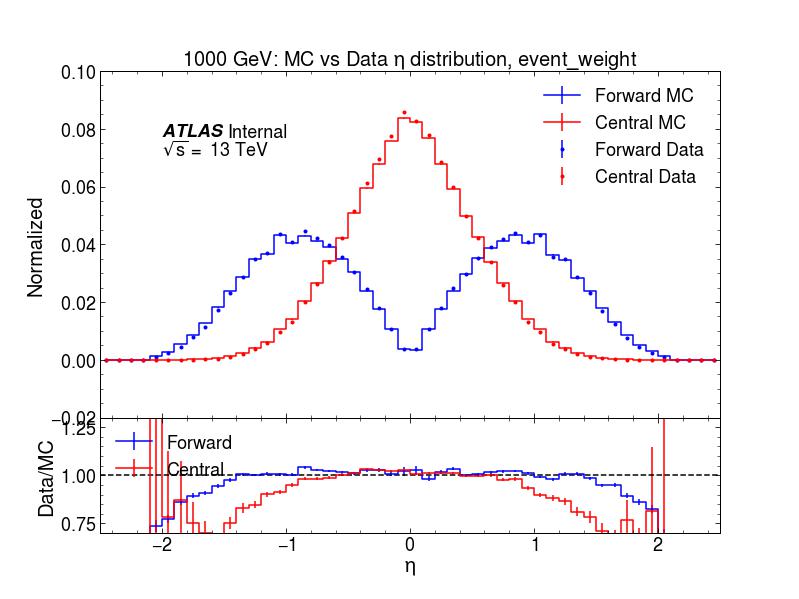 1000 GeV: MC vs Data η distribution, event_weight
0.10
0.08
0.06
0.04
0.02
0.00
−0.02
Normalized
ATLAS Internal
√s = 13 TeV
Forward MC
Central MC
Forward Data
Central Data
1.25
1.00
0.75
Data/MC
Forward
Central
−2
−1
0
1
2
η